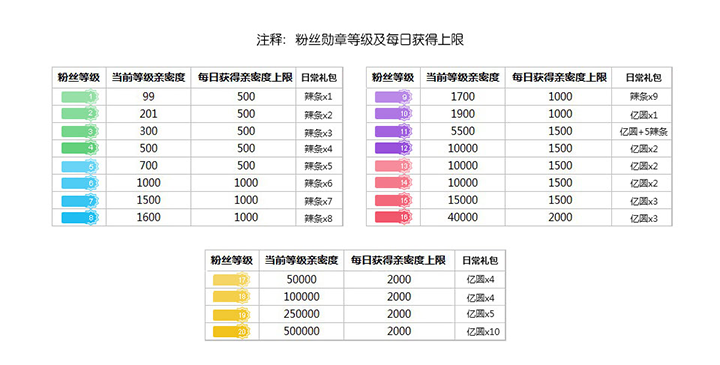 注释：粉丝勋章等级及每日获得上限
粉丝等级 当前等级亲密度 每日获得亲密度上限 日常礼包
1 99 500 辣条x1
2 201 500 辣条x2
3 300 500 辣条x3
4 500 500 辣条x4
5 700 500 辣条x5
6 1000 1000 辣条x6
7 1500 1000 辣条x7
8 1600 1000 辣条x8
粉丝等级 当前等级亲密度 每日获得亲密度上限 日常礼包
9 1700 1000 辣条x9
10 1900 1000 亿圆x1
11 5500 1500 亿圆+5辣条
12 10000 1500 亿圆x2
13 10000 1500 亿圆x2
14 10000 1500 亿圆x2
15 15000 1500 亿圆x3
16 40000 2000 亿圆x3
粉丝等级 当前等级亲密度 每日获得亲密度上限 日常礼包
17 50000 2000 亿圆x4
18 100000 2000 亿圆x4
19 250000 2000 亿圆x5
20 500000 2000 亿圆x10